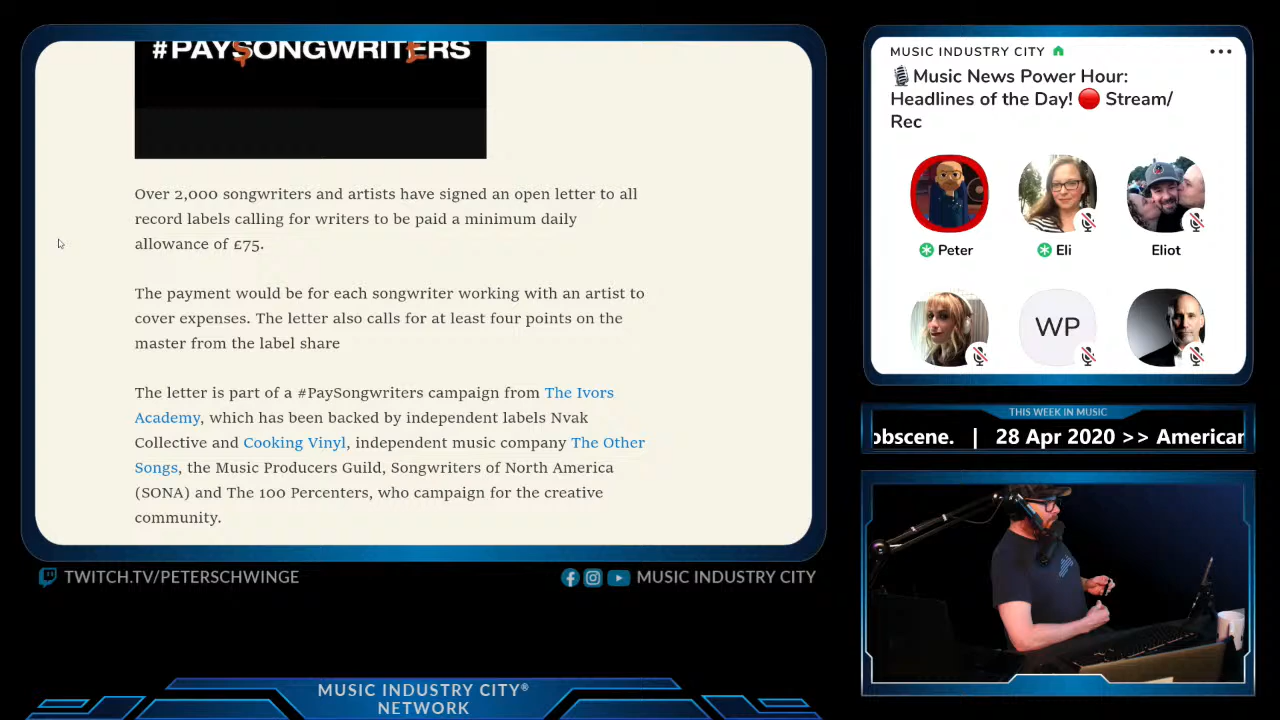 #PAYSONGWRITERS
Over 2,000 songwriters and artists have signed an open letter to all
record labels calling for writers to be paid a minimum daily
allowance of £75.
The payment would be for each songwriter working with an artist to
cover expenses. The letter also calls for at least four points on the
master from the label share
The letter is part of a #PaySongwriters campaign from The Ivors
Academy, which has been backed by independent labels Nvak
Collective and Cooking Vinyl, independent music company The Other
Songs, the Music Producers Guild, Songwriters of North America
(SONA) and The 100 Percenters, who campaign for the creative
community.
TWITCH.TV/PETERSCHWINGE
MUSIC INDUSTRY CITY
MUSIC INDUSTRY CITY®
NETWORK
MUSIC INDUSTRY CITY
Music News Power Hour:
Headlines of the Day! 🔴 Stream/
Rec
Peter
Eli
Eliot
WP
THIS WEEK IN MUSIC
obscene. | 28 Apr 2020 >> American